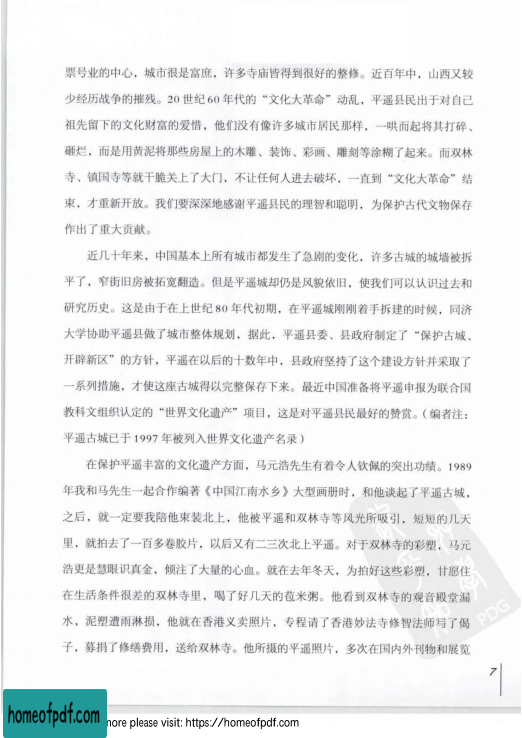 票号业的中心，城市很是富庶，许多寺庙皆得到很好的整修。近百年中，山西又较
少经历战争的摧残。20 世纪 60 年代的“文化大革命”动乱，平遥县民出于对自己
祖先留下的文化财富的爱惜，他们没有像许多城市居民那样，一哄而起将其打碎、
砸烂，而是用黄泥将那些房屋上的木雕、装饰、彩画、雕刻等涂糊了起来。而双林
寺、镇国寺等就干脆关上了大门，不让任何人进去破坏，一直到“文化大革命”结
束，才重新开放。我们要深深地感谢平遥县民的理智和聪明，为保护古代文物保存
作出了重大贡献。
近几十年来，中国基本上所有城市都发生了急剧的变化，许多古城的城墙被拆
平了，窄街旧房被拓宽翻造。但是平遥城却仍是风貌依旧，使我们可以认识过去和
研究历史。这是由于在上世纪 80 年代初期，在平遥城刚刚着手拆建的时候，同济
大学协助平遥县做了城市整体规划，据此，平遥县委、县政府制定了“保护古城、
开辟新区”的方针，平遥在以后的十数年中，县政府坚持了这个建设方针并采取了
一系列措施，才使这座古城得以完整保存下来。最近中国准备将平遥申报为联合国
教科文组织认定的“世界文化遗产”项目，这是对平遥县民最好的赞赏。（编者注：
平遥古城已于 1997 年被列入世界文化遗产名录）
在保护平遥丰富的文化遗产方面，马元浩先生有着令人钦佩的突出功绩。1989
年我和马先生一起合作编著《中国江南水乡》大型画册时，和他谈起了平遥古城，
之后，就一定要我陪他束装北上，他被平遥和双林寺等风光所吸引，短短的几天
里，就拍去了一百多卷胶片，以后又有二三次北上平遥。对于双林寺的彩塑，马元
浩更是慧眼识真金，倾注了大量的心血。就在去年冬天，为拍好这些彩塑，甘愿住
在生活条件很差的双林寺里，喝了好几天的苞米粥。他看到双林寺的观音殿堂漏
水，泥塑遭雨淋损，他就在香港义卖照片，专程请了香港妙法寺修智法师写了偈
子，募捐了修缮费用，送给双林寺。他所摄的平遥照片，多次在国内外刊物和展览
PDG
7
homeofpdf.com
more please visit: https://homeofpdf.com